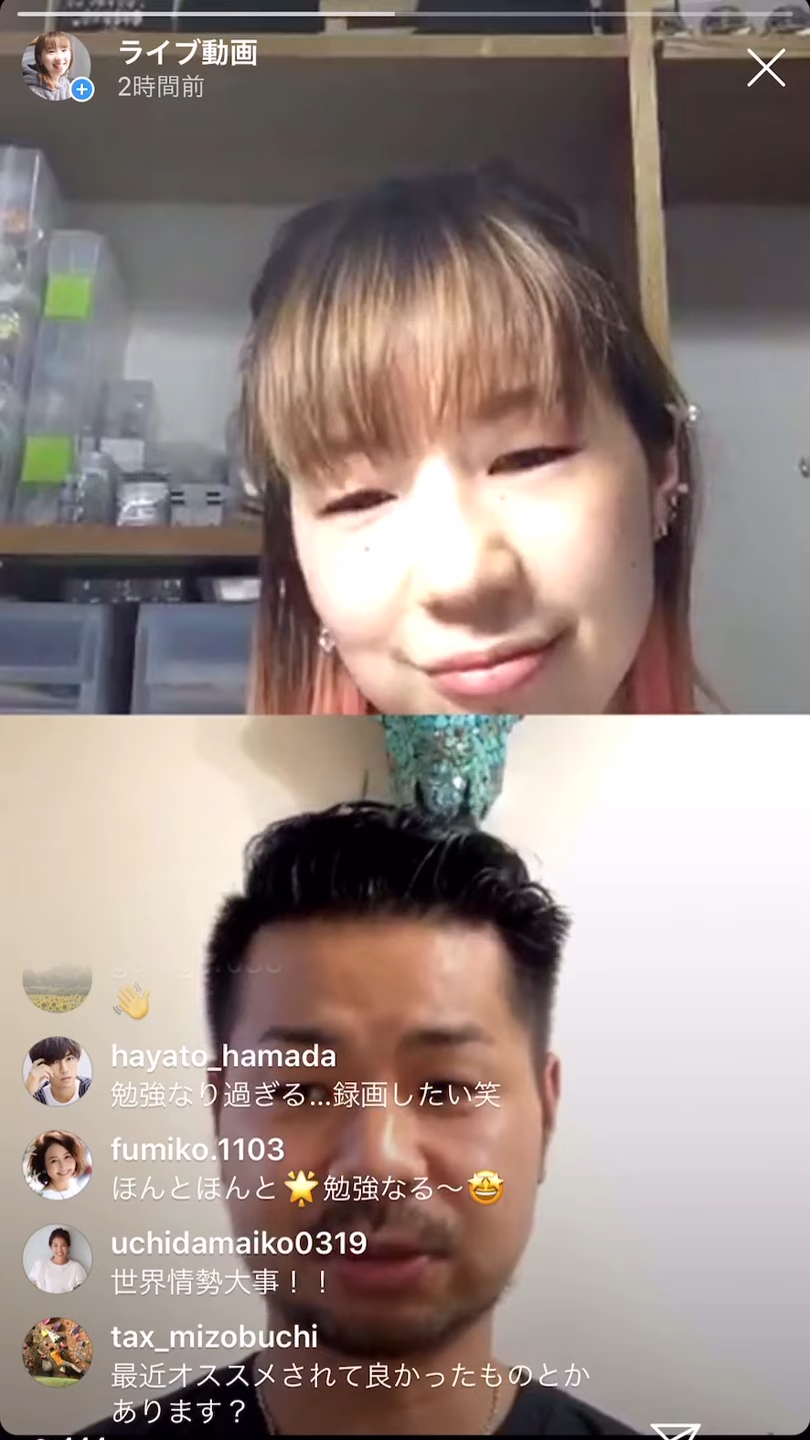 ライブ動画
2時間前
hayato_hamada
勉強なり過ぎる...録画したい笑
fumiko.1103
ほんとほんと🌟勉強なる〜🤩
uchidamaiko0319
世界情勢大事！！
tax_mizobuchi
最近オススメされて良かったものとか
あります？